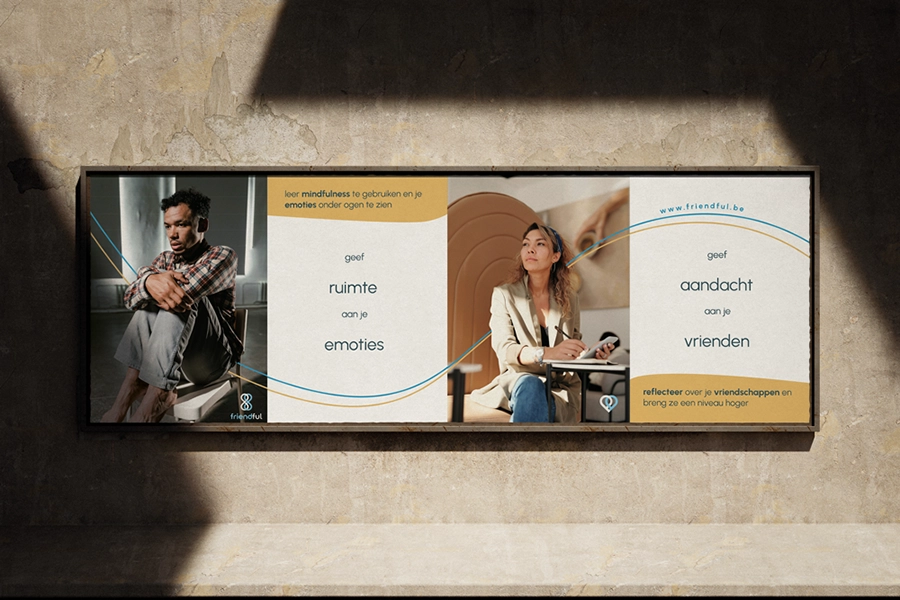 leer mindfulness te gebruiken en je
emoties onder ogen te zien
geef
ruimte
aan je
emoties
friendful
www.friendful.be
geef
aandacht
aan je
vrienden
reflecteer over je vriendschappen en
breng ze een niveau hoger